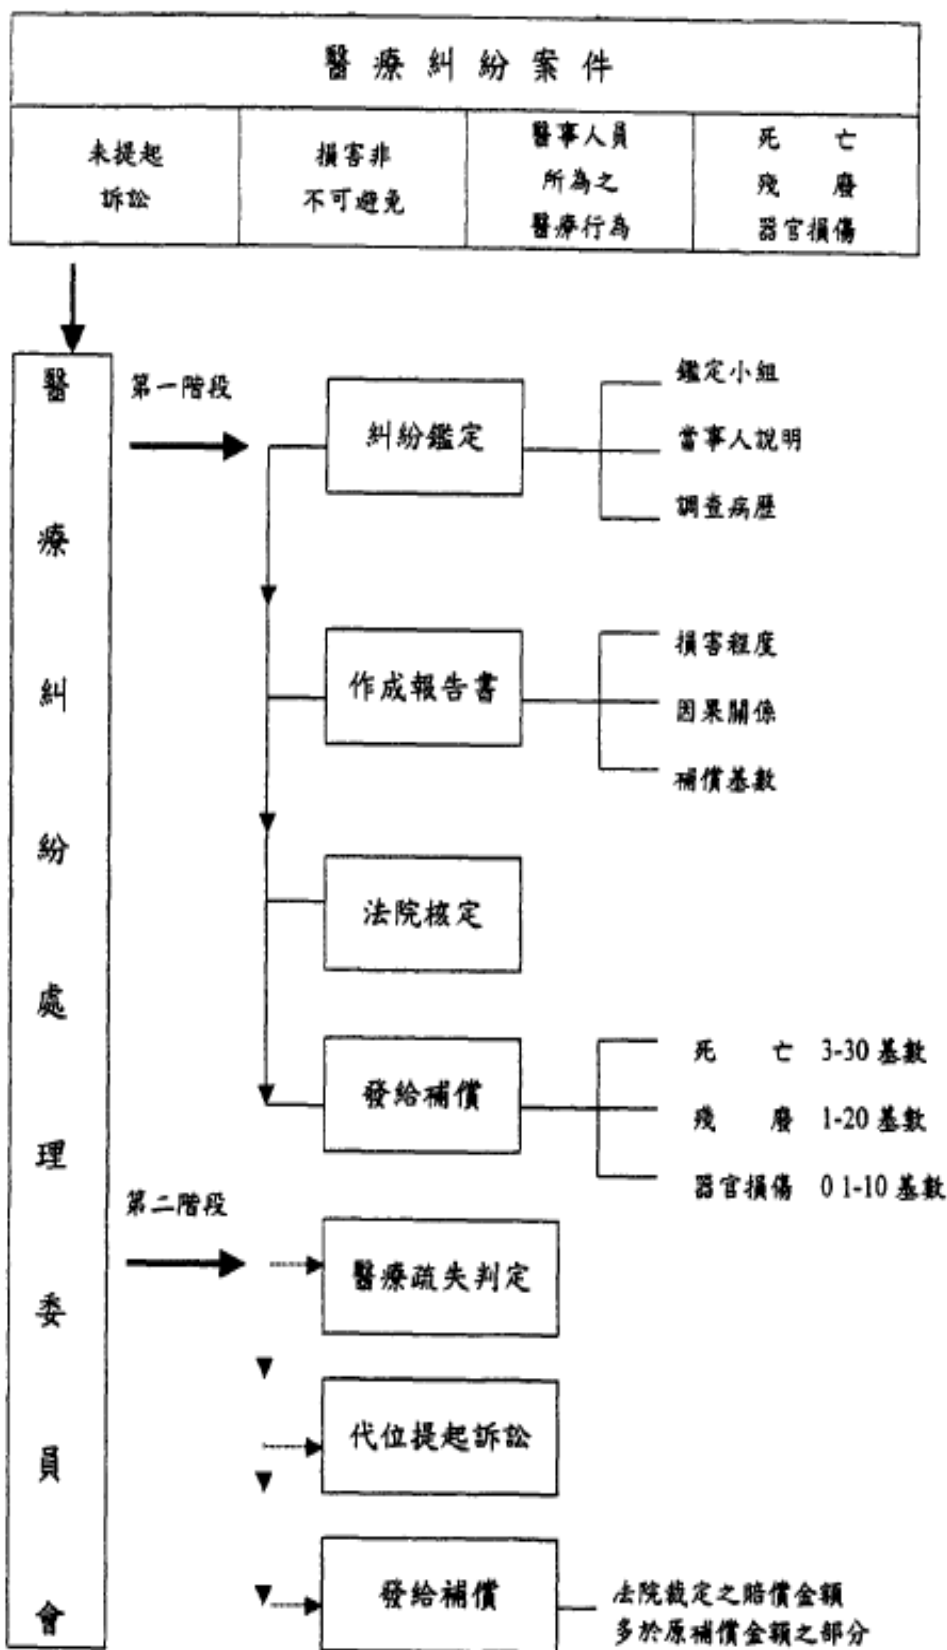 醫療糾紛案件
未提起
訴訟
損害非
不可避免
醫事人員
所為之
醫療行為
死亡
殘廢
器官損傷
醫療糾紛處理委員會
第一階段
糾紛鑑定
鑑定小組
當事人說明
調查病歷
作成報告書
損害程度
因果關係
補償基數
法院核定
發給補償
死亡 3-30 基數
殘廢 1-20 基數
器官損傷 0 1-10 基數
第二階段
醫療疏失判定
代位提起訴訟
發給補償
法院裁定之賠償金額
多於原補償金額之部分